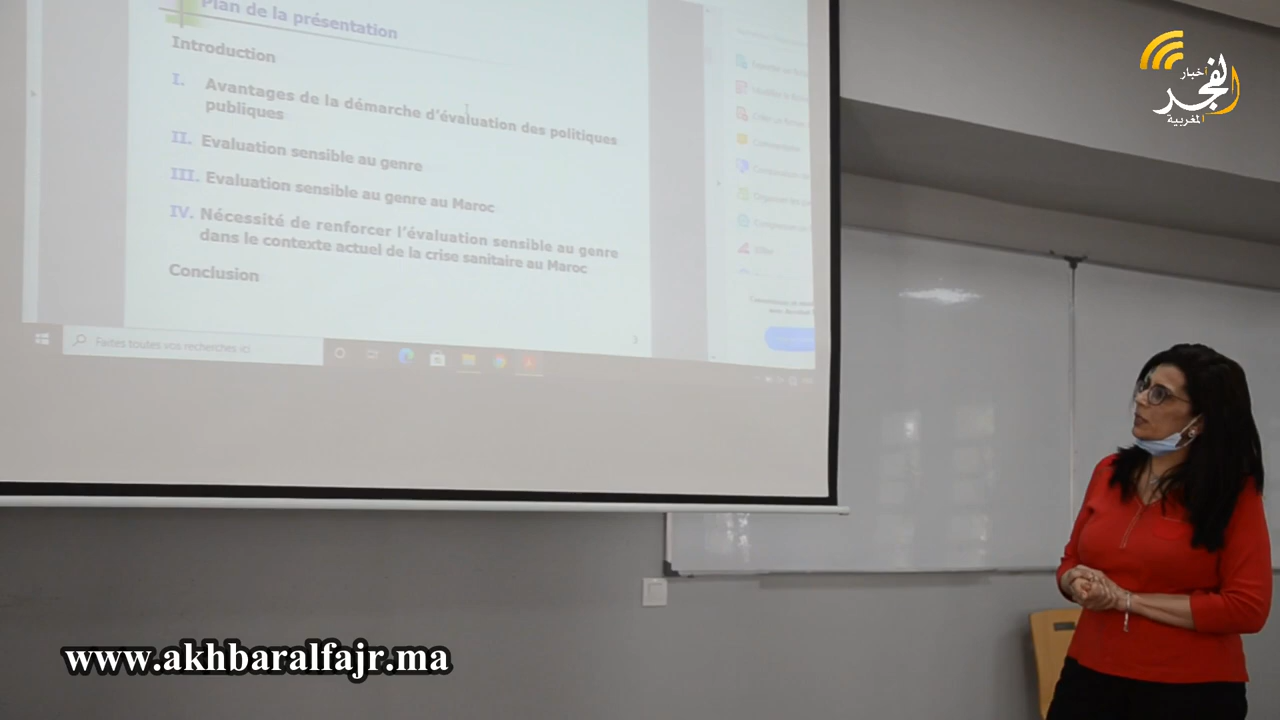 Plan de la présentation
Introduction
I. Avantages de la démarche d'évaluation des politiques
publiques
II. Evaluation sensible au genre
III. Evaluation sensible au genre au Maroc
IV. Nécessité de renforcer l'évaluation sensible au genre
dans le contexte actuel de la crise sanitaire au Maroc
Conclusion
Faites toutes vos recherches ici
أخبار
الفجر
المغربية
www.akhbaralfajr.ma